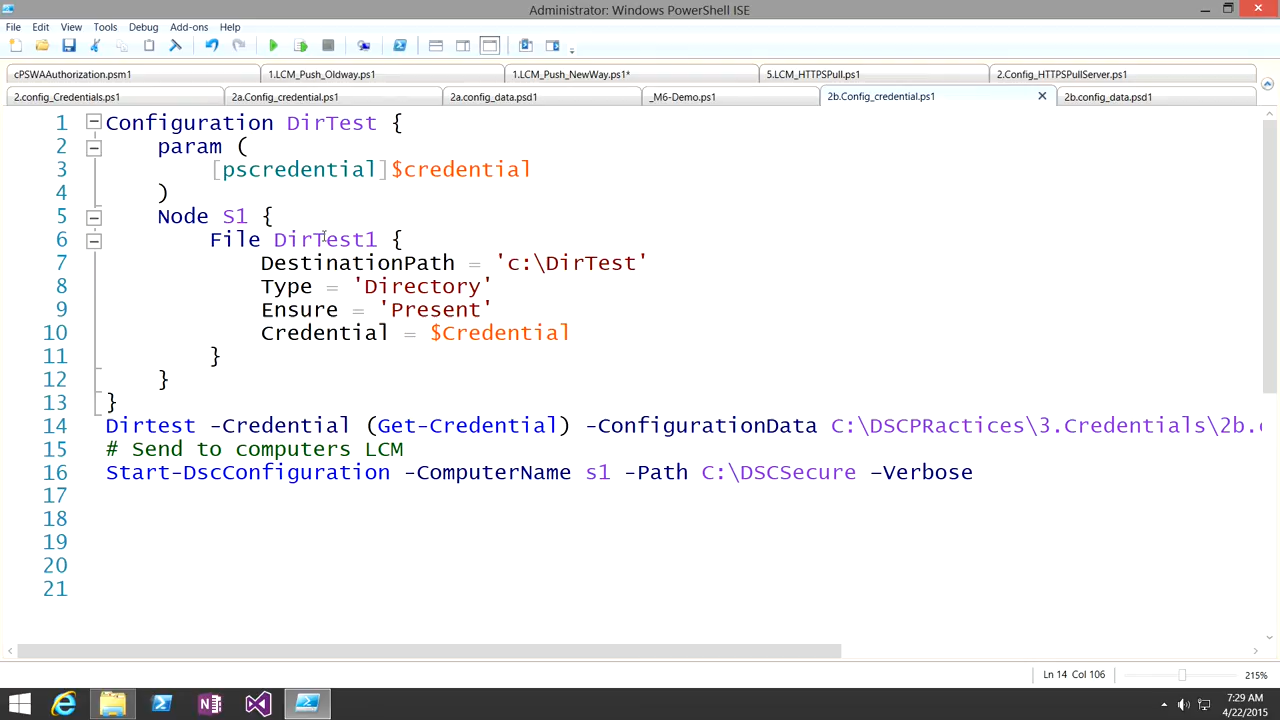 Administrator: Windows PowerShell ISE
File Edit View Tools Debug Add-ons Help
cPSWAAuthorization.psm1 1.LCM_Push_Oldway.ps1 1.LCM_Push_NewWay.ps1* 5.LCM_HTTPSPull.ps1 2.Config_HTTPSPullServer.ps1
2.config_Credentials.ps1 2a.Config_credential.ps1 2a.config_data.psd1 _M6-Demo.ps1 2b.Config_credential.ps1 2b.config_data.psd1
1 Configuration DirTest {
2 param (
3 [pscredential]$credential
4 )
5 Node S1 {
6 File DirTest1 {
7 DestinationPath = 'c:\DirTest'
8 Type = 'Directory'
9 Ensure = 'Present'
10 Credential = $Credential
11 }
12 }
13 }
14 Dirtest -Credential (Get-Credential) -ConfigurationData C:\DSCPRactices\3.Credentials\2b.
15 # Send to computers LCM
16 Start-DscConfiguration -ComputerName s1 -Path C:\DSCSecure –Verbose
17
18
19
20
21
Ln 14 Col 106 215%
7:29 AM
4/22/2015